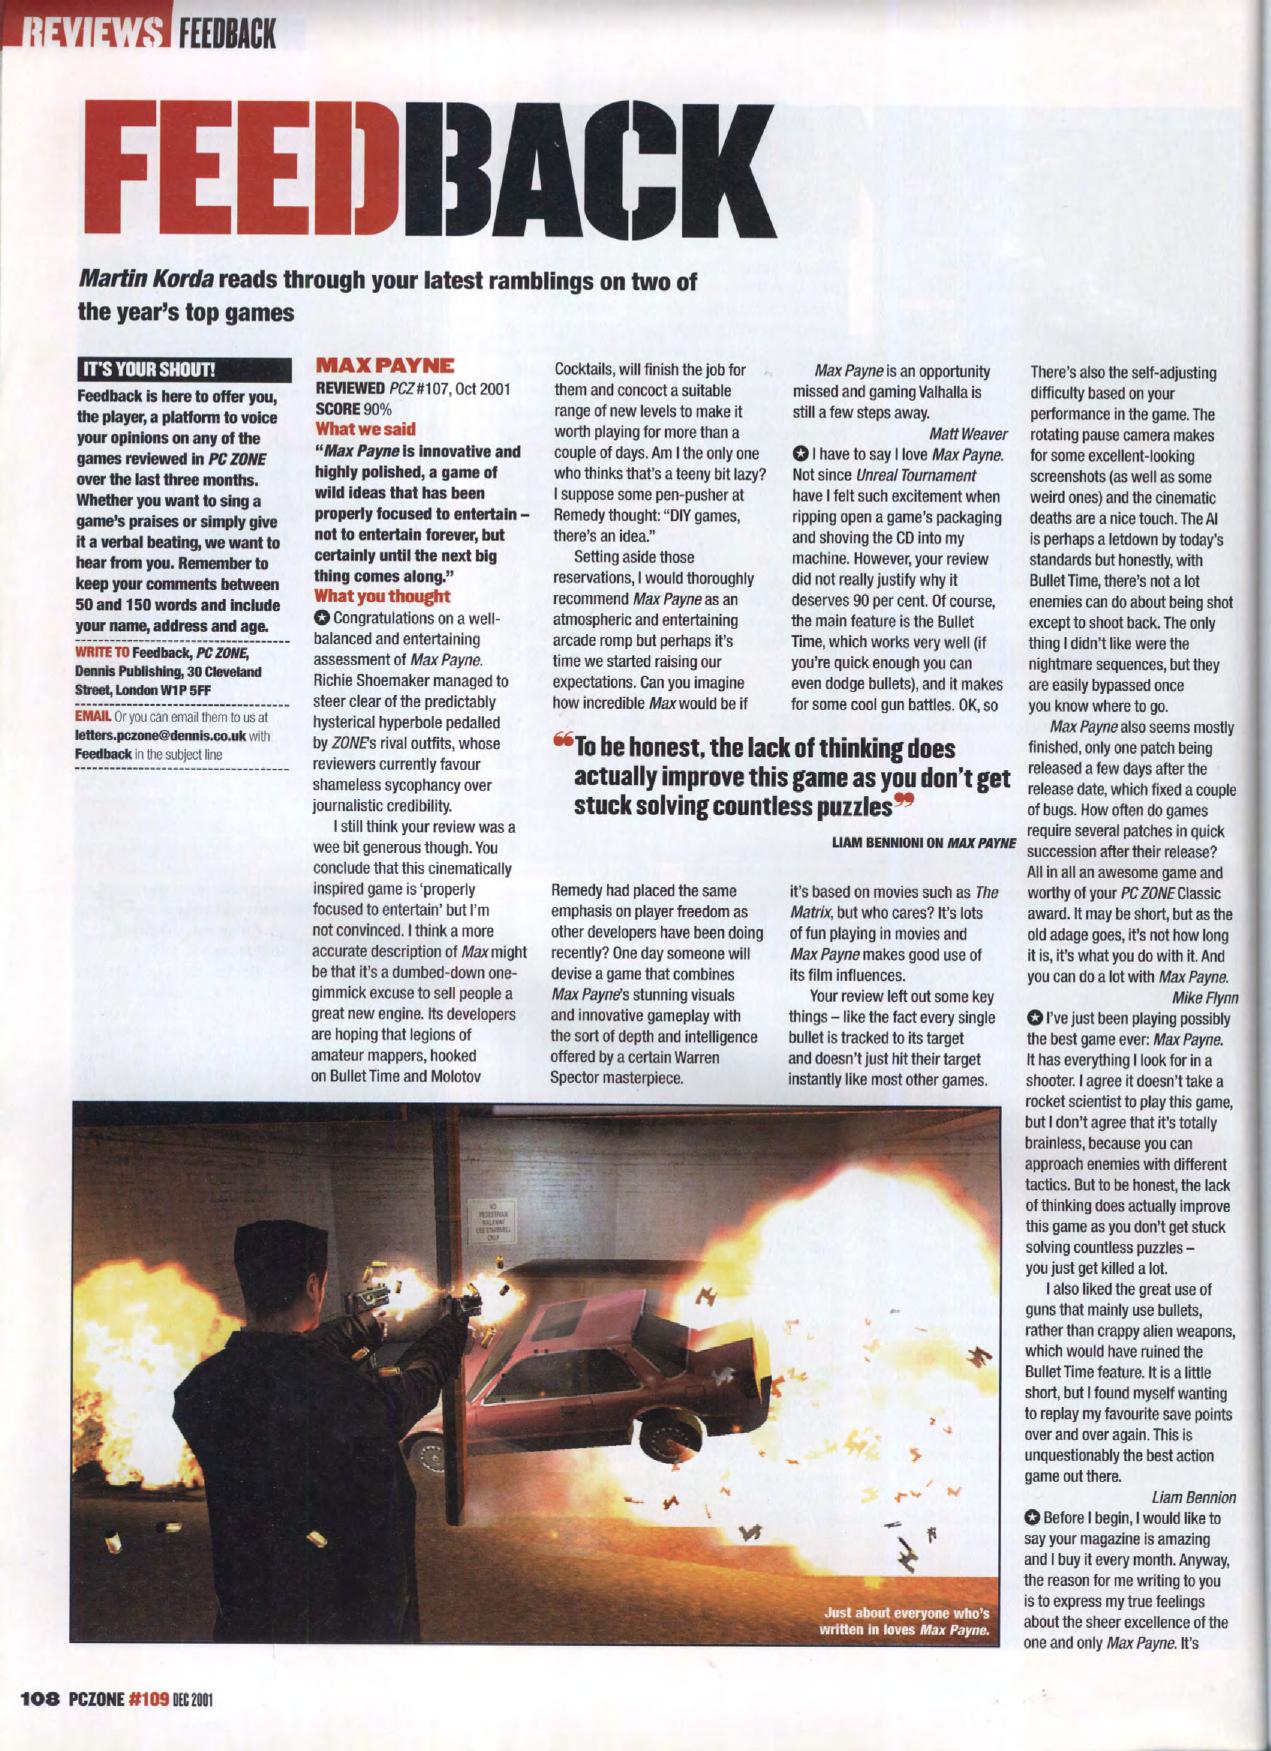 REVIEWS FEEDBACK
FEEDBACK
Martin Korda reads through your latest ramblings on two of
the year's top games
IT'S YOUR SHOUT!
Feedback is here to offer you,
the player, a platform to voice
your opinions on any of the
games reviewed in PC ZONE
over the last three months.
Whether you want to sing a
game's praises or simply give
it a verbal beating, we want to
hear from you. Remember to
keep your comments between
50 and 150 words and include
your name, address and age.
WRITE TO Feedback, PC ZONE,
Dennis Publishing, 30 Cleveland
Street, London W1P 5FF
EMAIL Or you can email them to us at
letters.pczone@dennis.co.uk with
Feedback in the subject line
MAX PAYNE
REVIEWED PCZ #107, Oct 2001
SCORE 90%
What we said
"Max Payne is innovative and
highly polished, a game of
wild ideas that has been
properly focused to entertain –
not to entertain forever, but
certainly until the next big
thing comes along."
What you thought
Congratulations on a well-
balanced and entertaining
assessment of Max Payne.
Richie Shoemaker managed to
steer clear of the predictably
hysterical hyperbole pedalled
by ZONE's rival outfits, whose
reviewers currently favour
shameless sycophancy over
journalistic credibility.
I still think your review was a
wee bit generous though. You
conclude that this cinematically
inspired game is 'properly
focused to entertain' but I'm
not convinced. I think a more
accurate description of Max might
be that it's a dumbed-down one-
gimmick excuse to sell people a
great new engine. Its developers
are hoping that legions of
amateur mappers, hooked
on Bullet Time and Molotov
Cocktails, will finish the job for
them and concoct a suitable
range of new levels to make it
worth playing for more than a
couple of days. Am I the only one
who thinks that's a teeny bit lazy?
I suppose some pen-pusher at
Remedy thought: "DIY games,
there's an idea."
Setting aside those
reservations, I would thoroughly
recommend Max Payne as an
atmospheric and entertaining
arcade romp but perhaps it's
time we started raising our
expectations. Can you imagine
how incredible Max would be if
Remedy had placed the same
emphasis on player freedom as
other developers have been doing
recently? One day someone will
devise a game that combines
Max Payne's stunning visuals
and innovative gameplay with
the sort of depth and intelligence
offered by a certain Warren
Spector masterpiece.
Max Payne is an opportunity
missed and gaming Valhalla is
still a few steps away.
Matt Weaver
I have to say I love Max Payne.
Not since Unreal Tournament
have I felt such excitement when
ripping open a game's packaging
and shoving the CD into my
machine. However, your review
did not really justify why it
deserves 90 per cent. Of course,
the main feature is the Bullet
Time, which works very well (if
you're quick enough you can
even dodge bullets), and it makes
for some cool gun battles. OK, so
"To be honest, the lack of thinking does
actually improve this game as you don't get
stuck solving countless puzzles"
LIAM BENNIONI ON MAX PAYNE
it's based on movies such as The
Matrix, but who cares? It's lots
of fun playing in movies and
Max Payne makes good use of
its film influences.
Your review left out some key
things – like the fact every single
bullet is tracked to its target
and doesn't just hit their target
instantly like most other games.
There's also the self-adjusting
difficulty based on your
performance in the game. The
rotating pause camera makes
for some excellent-looking
screenshots (as well as some
weird ones) and the cinematic
deaths are a nice touch. The AI
is perhaps a letdown by today's
standards but honestly, with
Bullet Time, there's not a lot
enemies can do about being shot
except to shoot back. The only
thing I didn't like were the
nightmare sequences, but they
are easily bypassed once
you know where to go.
Max Payne also seems mostly
finished, only one patch being
released a few days after the
release date, which fixed a couple
of bugs. How often do games
require several patches in quick
succession after their release?
All in all an awesome game and
worthy of your PC ZONE Classic
award. It may be short, but as the
old adage goes, it's not how long
it is, it's what you do with it. And
you can do a lot with Max Payne.
Mike Flynn
I've just been playing possibly
the best game ever: Max Payne.
It has everything I look for in a
shooter. I agree it doesn't take a
rocket scientist to play this game,
but I don't agree that it's totally
brainless, because you can
approach enemies with different
tactics. But to be honest, the lack
of thinking does actually improve
this game as you don't get stuck
solving countless puzzles –
you just get killed a lot.
I also liked the great use of
guns that mainly use bullets,
rather than crappy alien weapons,
which would have ruined the
Bullet Time feature. It is a little
short, but I found myself wanting
to replay my favourite save points
over and over again. This is
unquestionably the best action
game out there.
Liam Bennion
Before I begin, I would like to
say your magazine is amazing
and I buy it every month. Anyway,
the reason for me writing to you
is to express my true feelings
about the sheer excellence of the
one and only Max Payne. It's
NO
PEDESTRIAN
ONLY
Just about everyone who's
written in loves Max Payne.
108 PCZONE #109 DEC 2001